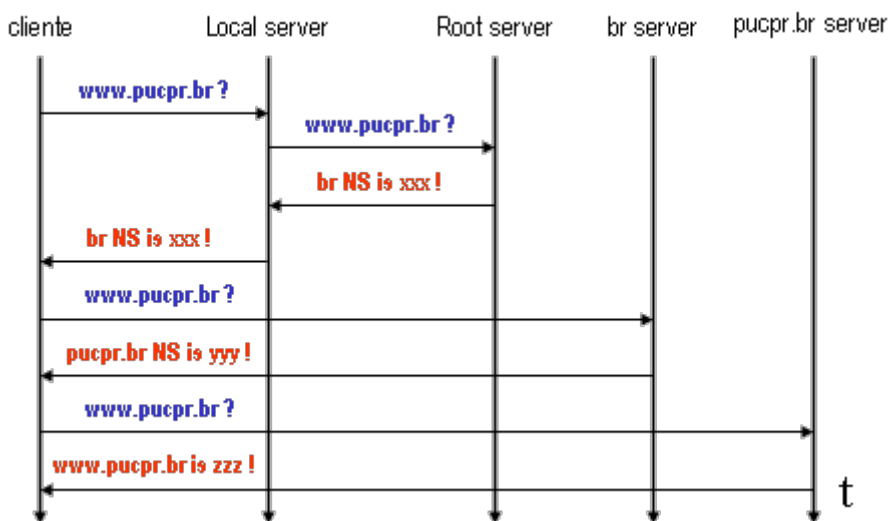 cliente Local server Root server br server pucpr.br server
www.pucpr.br ?
www.pucpr.br ?
br NS is xxx !
br NS is xxx !
www.pucpr.br ?
pucpr.br NS is yyy !
www.pucpr.br ?
www.pucpr.br is zzz !
t